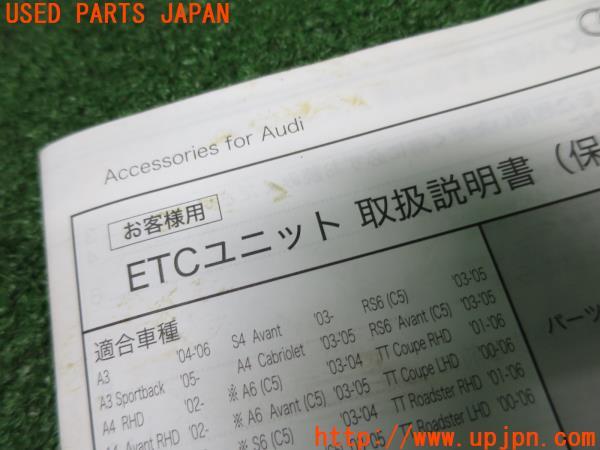 USED PARTS JAPAN
Accessories for Audi
お客様用
ETCユニット 取扱説明書（保
適合車種
A3 '04-'06
A3 Sportback '05-
A4 RHD '02-
A4 Avant RHD '02-
S4 Avant '03-
A4 Cabriolet '03-'05
※ A6 (C5) '03-'04
※ A6 Avant (C5) '03-'05
※ S6 (C5) '03-'04
RS6 (C5) '03-'05
RS6 Avant (C5) '03-'05
TT Coupe RHD '01-'06
TT Coupe LHD '00-'06
TT Roadster RHD '01-'06
TT Roadster LHD '00-'06
パーツ
http://www.upjpn.com